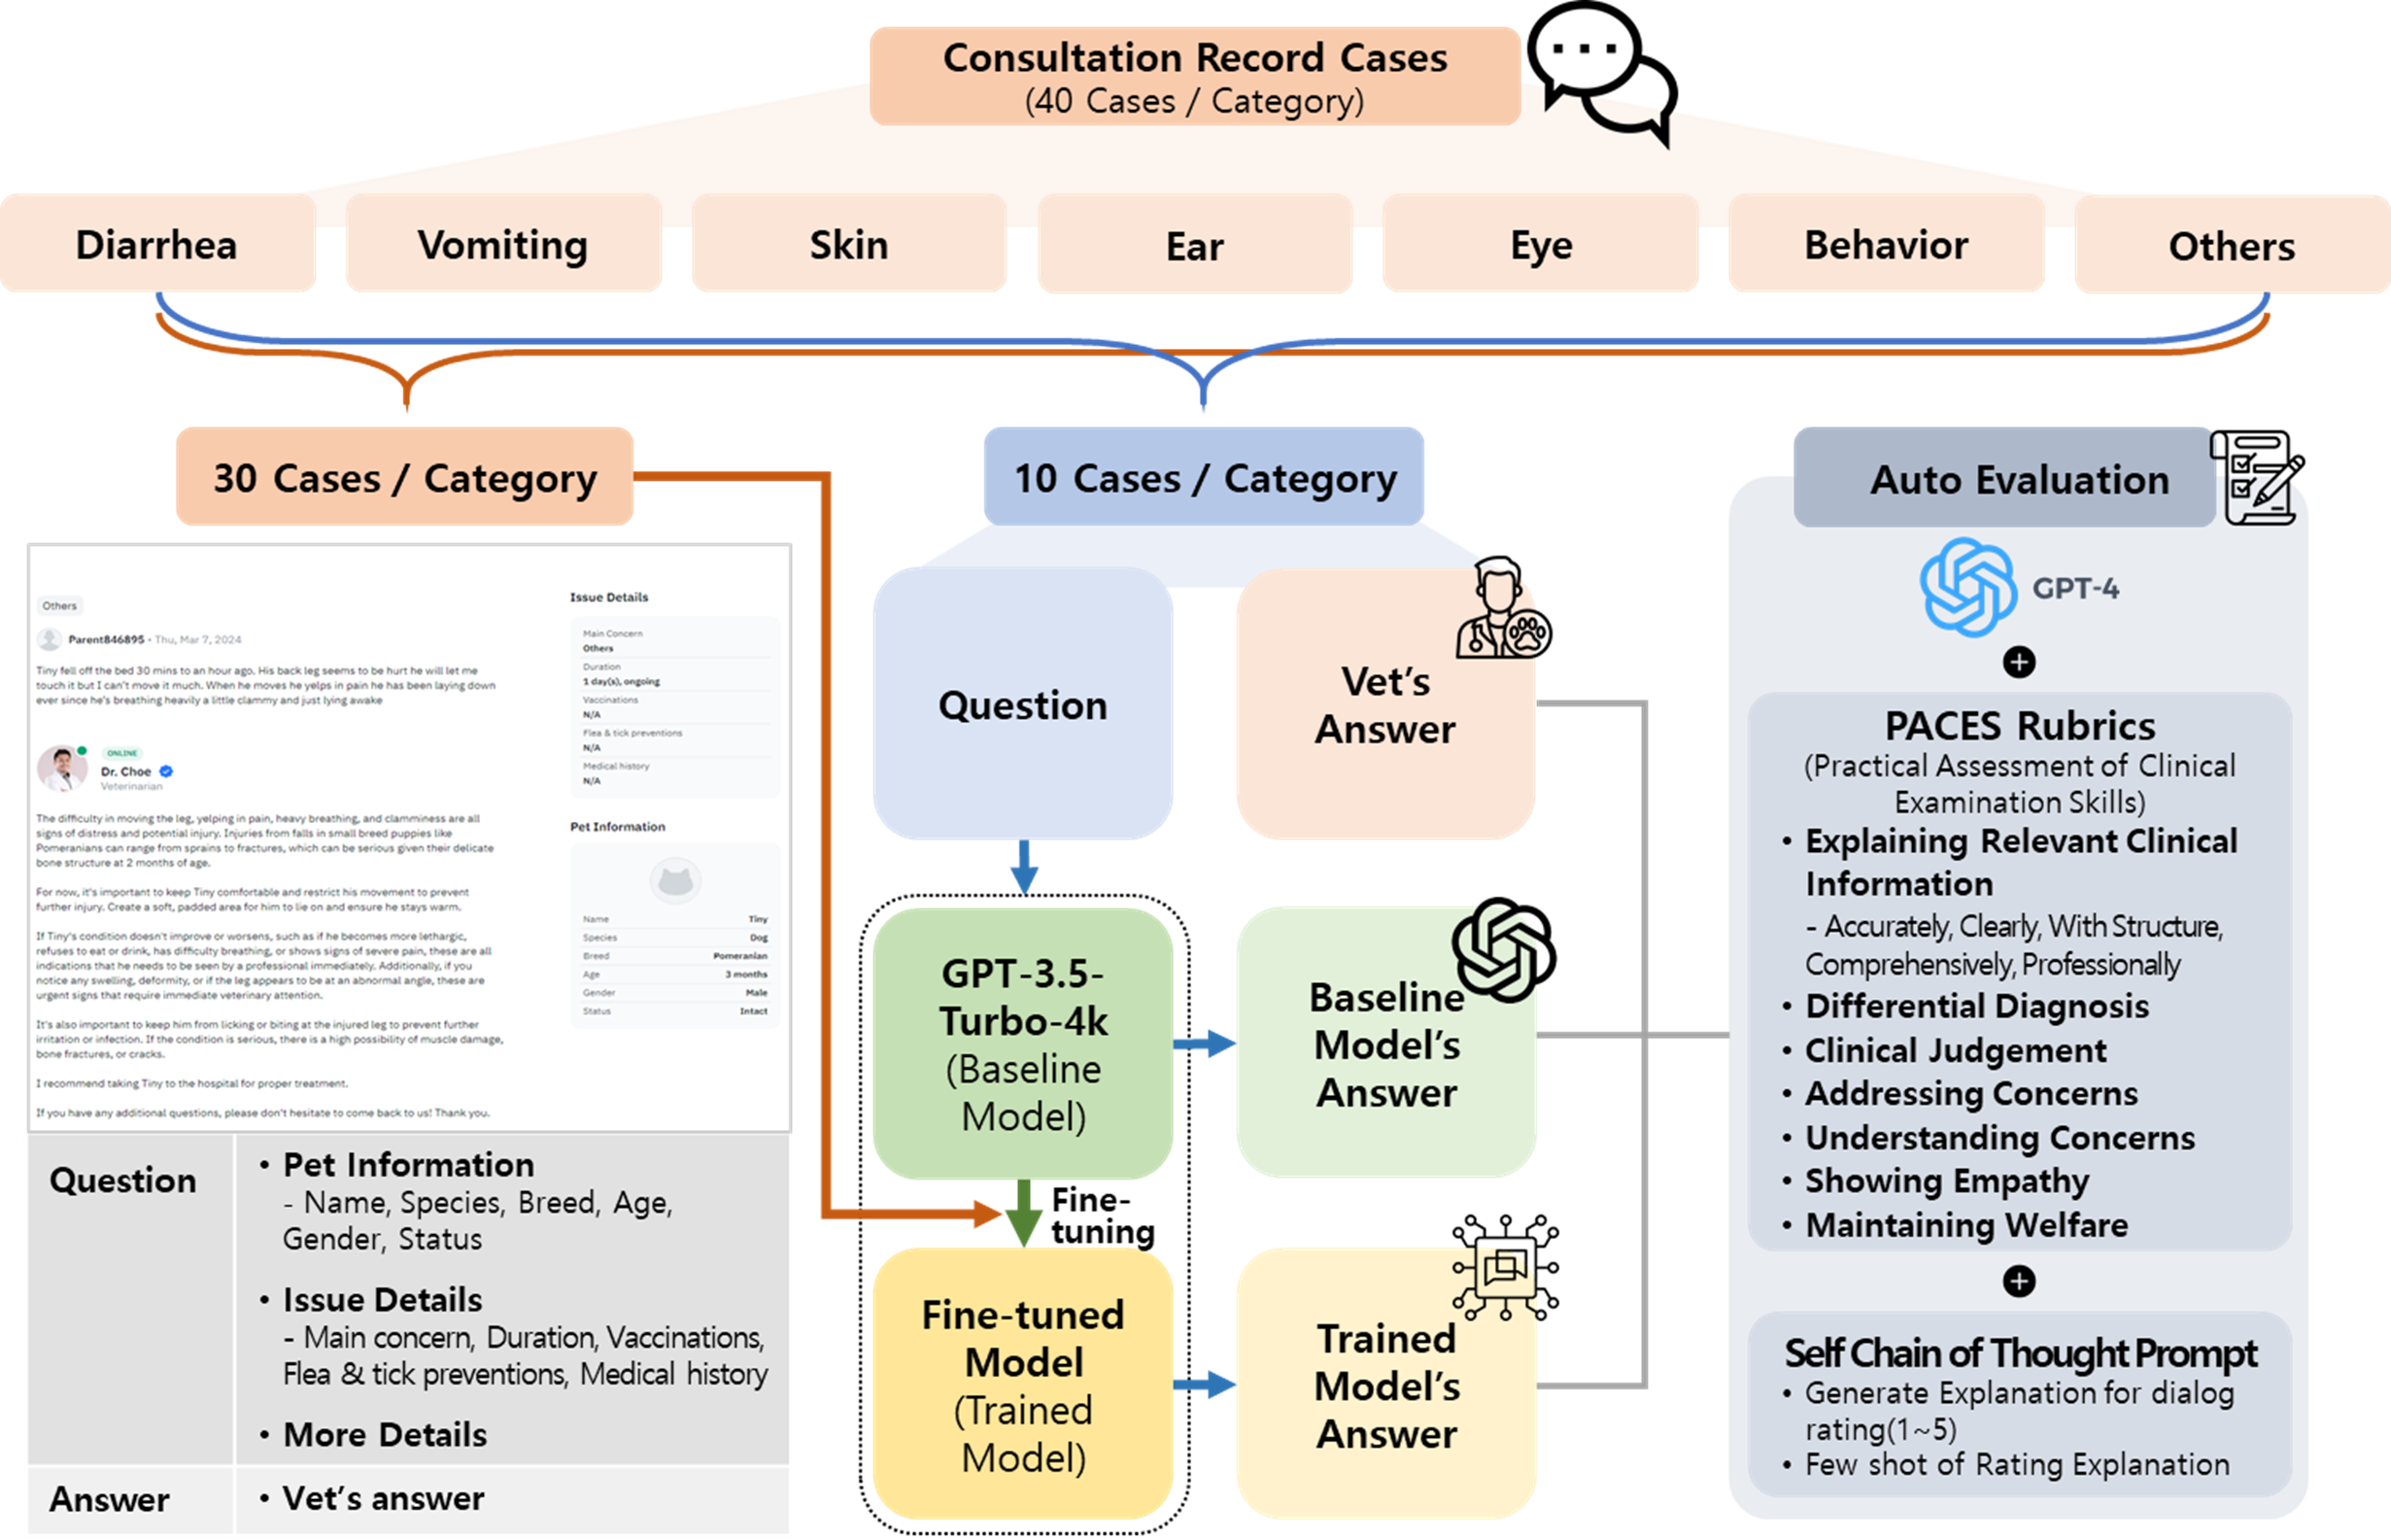 Consultation Record Cases
(40 Cases / Category)
Diarrhea
Vomiting
Skin
Ear
Eye
Behavior
Others
30 Cases / Category
10 Cases / Category
Auto Evaluation
Others
Parent846895 • Thu, Mar 7, 2024
Tiny fell off the bed 30 mins to an hour ago. His back leg seems to be hurt he will let me
touch it but I can't move it much. When he moves he yelps in pain he has been laying down
ever since he's breathing heavily a little clammy and just lying awake
ONLINE
Dr. Choe
Veterinarian
The difficulty in moving the leg, yelping in pain, heavy breathing, and clamminess are all
signs of distress and potential injury. Injuries from falls in small breed puppies like
Pomeranians can range from sprains to fractures, which can be serious given their delicate
bone structure at 2 months of age.
For now, it's important to keep Tiny comfortable and restrict his movement to prevent
further injury. Create a soft, padded area for him to lie on and ensure he stays warm.
If Tiny's condition doesn't improve or worsens, such as if he becomes more lethargic,
refuses to eat or drink, has difficulty breathing, or shows signs of severe pain, these are all
indications that he needs to be seen by a professional immediately. Additionally, if you
notice any swelling, deformity, or if the leg appears to be at an abnormal angle, these are
urgent signs that require immediate veterinary attention.
It's also important to keep him from licking or biting at the injured leg to prevent further
irritation or infection. If the condition is serious, there is a high possibility of muscle damage,
bone fractures, or cracks.
I recommend taking Tiny to the hospital for proper treatment.
If you have any additional questions, please don't hesitate to come back to us! Thank you.
Issue Details
Main Concern
Others
Duration
1 day(s), ongoing
Vaccinations
N/A
Flea & tick preventions
N/A
Medical history
N/A
Pet Information
Name Tiny
Species Dog
Breed Pomeranian
Age 3 months
Gender Male
Status Intact
Question
• Pet Information
- Name, Species, Breed, Age,
Gender, Status
• Issue Details
- Main concern, Duration, Vaccinations,
Flea & tick preventions, Medical history
• More Details
Answer
• Vet's answer
Question
Vet's
Answer
GPT-3.5-
Turbo-4k
(Baseline
Model)
Baseline
Model's
Answer
Fine-
tuning
Fine-tuned
Model
(Trained
Model)
Trained
Model's
Answer
GPT-4
+
PACES Rubrics
(Practical Assessment of Clinical
Examination Skills)
• Explaining Relevant Clinical
Information
- Accurately, Clearly, With Structure,
Comprehensively, Professionally
• Differential Diagnosis
• Clinical Judgement
• Addressing Concerns
• Understanding Concerns
• Showing Empathy
• Maintaining Welfare
+
Self Chain of Thought Prompt
• Generate Explanation for dialog
rating(1~5)
• Few shot of Rating Explanation